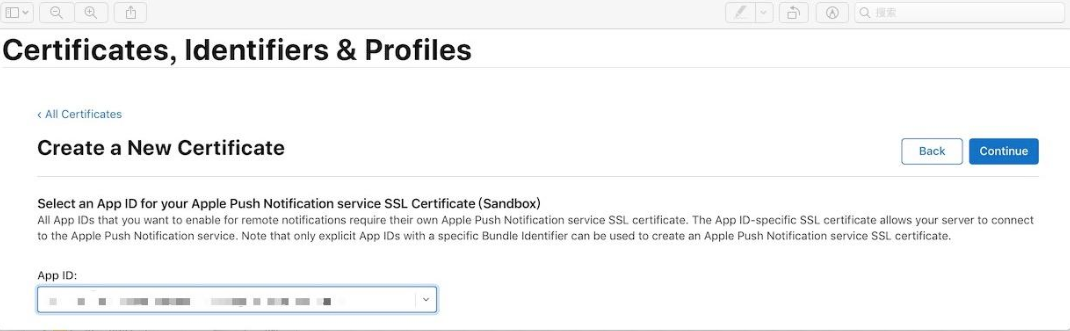 搜索
Certificates, Identifiers & Profiles
‹ All Certificates
Create a New Certificate
Back
Continue
Select an App ID for your Apple Push Notification service SSL Certificate (Sandbox)
All App IDs that you want to enable for remote notifications require their own Apple Push Notification service SSL certificate. The App ID-specific SSL certificate allows your server to connect
to the Apple Push Notification service. Note that only explicit App IDs with a specific Bundle Identifier can be used to create an Apple Push Notification service SSL certificate.
App ID: